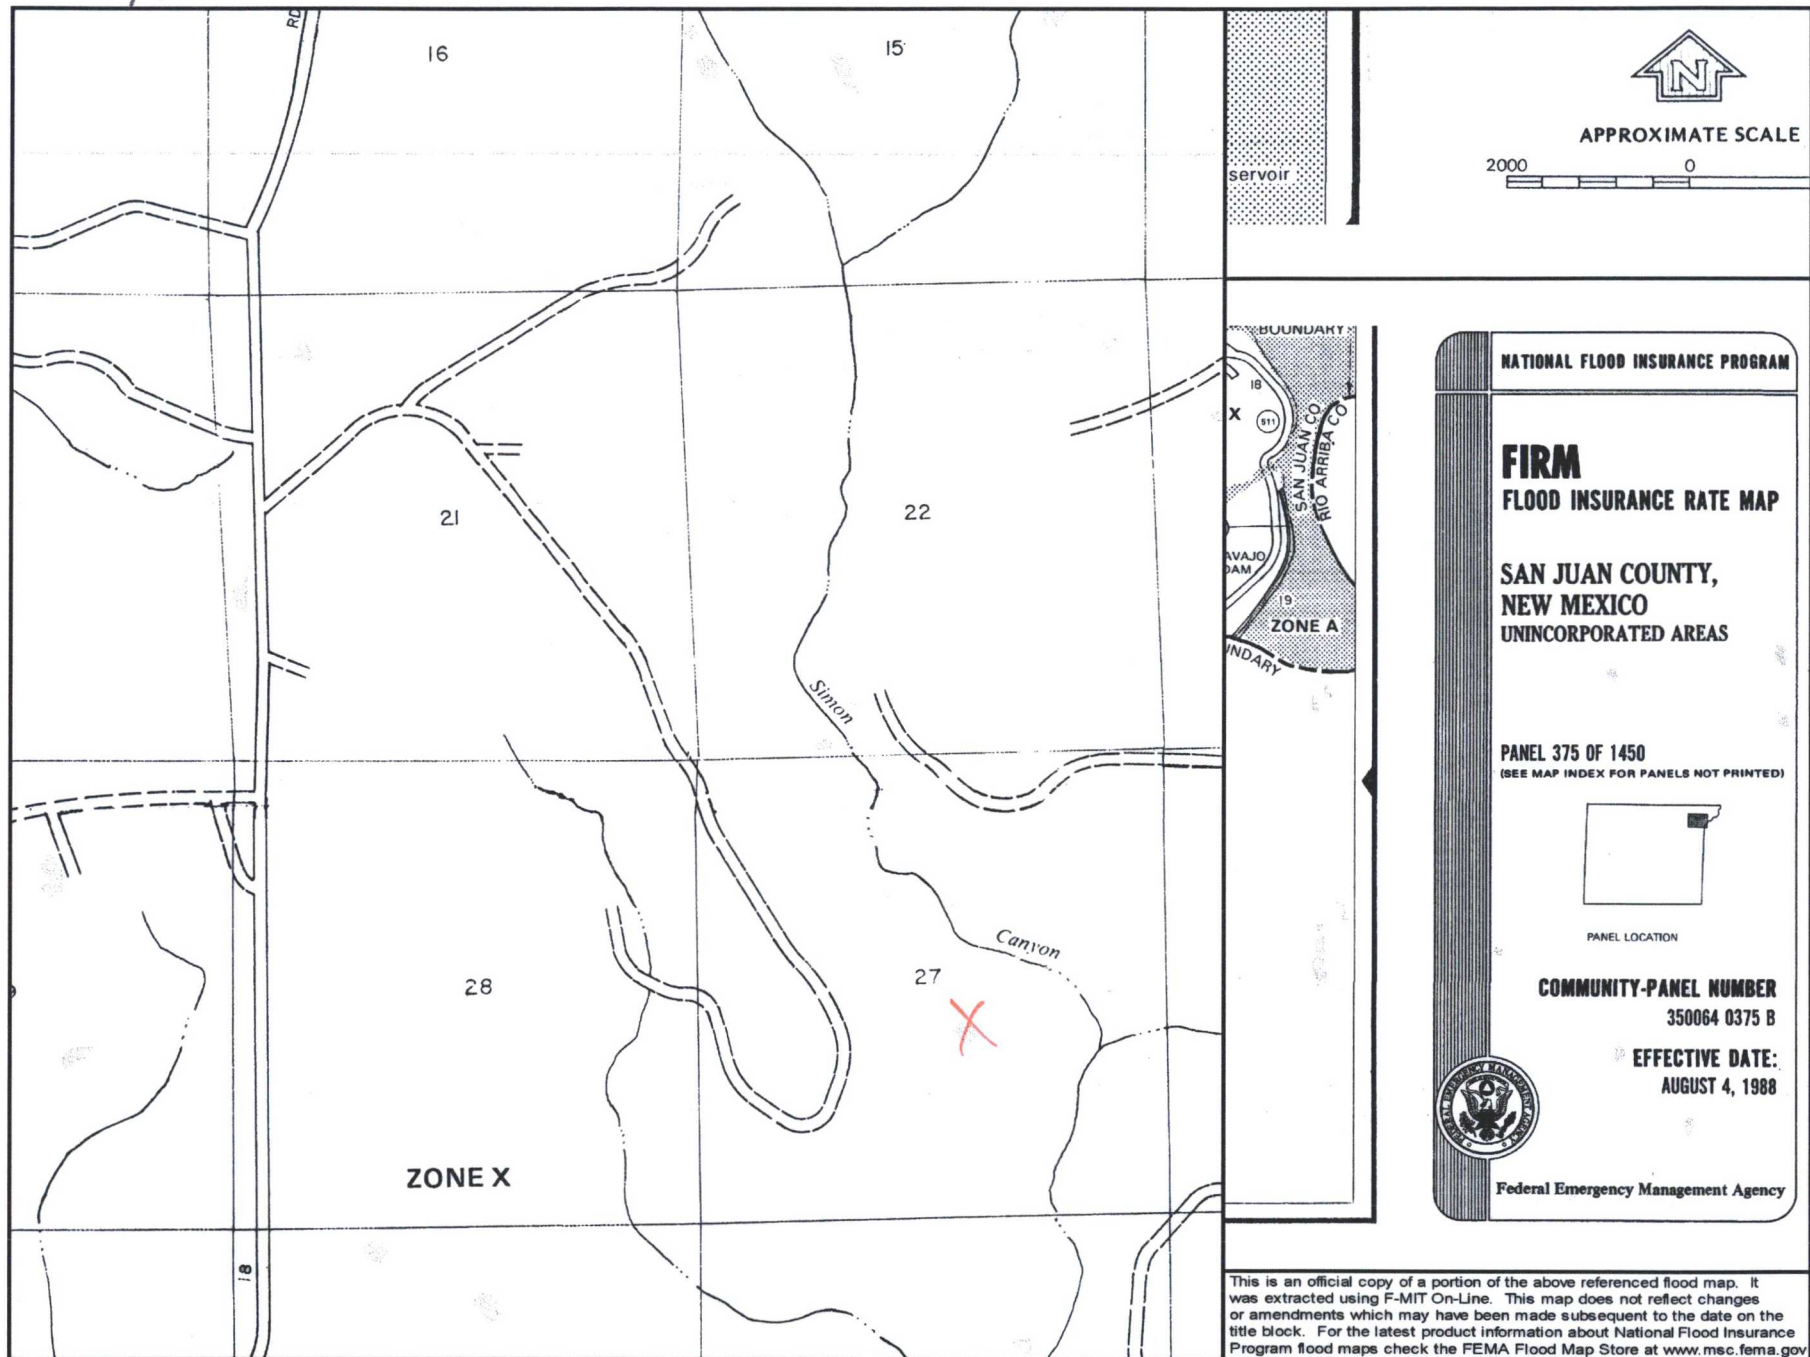 RD
16
15
21
22
Simon
Canyon
27
28
ZONE X
18
servoir
N
APPROXIMATE SCALE
2000 0
BOUNDARY
18
X
511
SAN JUAN CO
RIO ARRIBA CO
AVAJO
DAM
19
ZONE A
UNDARY
NATIONAL FLOOD INSURANCE PROGRAM
FIRM
FLOOD INSURANCE RATE MAP
SAN JUAN COUNTY,
NEW MEXICO
UNINCORPORATED AREAS
PANEL 375 OF 1450
(SEE MAP INDEX FOR PANELS NOT PRINTED)
PANEL LOCATION
COMMUNITY-PANEL NUMBER
350064 0375 B
EFFECTIVE DATE:
AUGUST 4, 1988
FEDERAL EMERGENCY MANAGEMENT AGENCY
Federal Emergency Management Agency
This is an official copy of a portion of the above referenced flood map. It
was extracted using F-MIT On-Line. This map does not reflect changes
or amendments which may have been made subsequent to the date on the
title block. For the latest product information about National Flood Insurance
Program flood maps check the FEMA Flood Map Store at www.msc.fema.gov